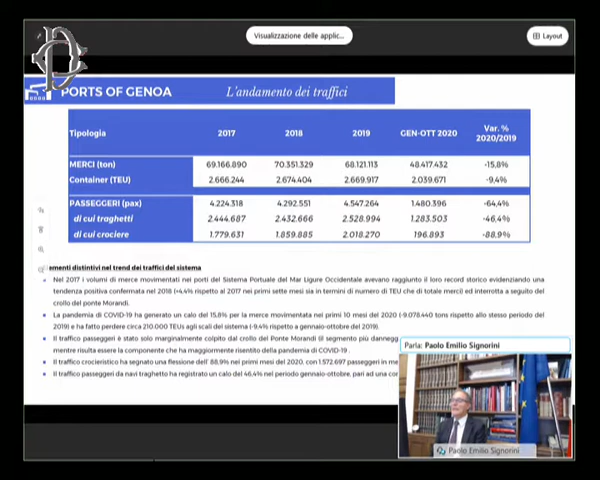 Visualizzazione delle applic...
Layout
PORTS OF GENOA
L'andamento dei traffici
Tipologia 2017 2018 2019 GEN-OTT 2020 Var. % 2020/2019
MERCI (ton) 69.166.890 70.351.329 68.121.113 48.417.432 -15,8%
Container (TEU) 2.666.244 2.674.404 2.669.917 2.039.671 -9,4%
PASSEGGERI (pax) 4.224.318 4.292.551 4.547.264 1.480.396 -64,4%
di cui traghetti 2.444.687 2.432.666 2.528.994 1.283.503 -46,4%
di cui crociere 1.779.631 1.859.885 2.018.270 196.893 -88,9%
ementi distintivi nel trend dei traffici del sistema
Nel 2017 i volumi di merce movimentati nei porti del Sistema Portuale del Mar Ligure Occidentale avevano raggiunto il loro record storico evidenziando una
tendenza positiva confermata nel 2018 (+4,4% rispetto al 2017 nei primi sette mesi sia in termini di numero di TEU che di totale merci) ed interrotta a seguito del
crollo del ponte Morandi.
La pandemia di COVID-19 ha generato un calo del 15,8% per la merce movimentata nei primi 10 mesi del 2020 (-9.078.440 tons rispetto allo stesso periodo del
2019) e ha fatto perdere circa 210.000 TEUs agli scali del sistema (-9,4% rispetto a gennaio-ottobre del 2019).
Il traffico passeggeri è stato solo marginalmente colpito dal crollo del Ponte Morandi (il segmento più dannegg
mentre risulta essere la componente che ha maggiormente risentito della pandemia di COVID-19 .
Il traffico crocieristico ha segnato una flessione dell' 88,9% nei primi mesi del 2020, con 1.572.697 passeggeri in me
Il traffico passeggeri da navi traghetto ha registrato un calo del 46,4% nel periodo gennaio-ottobre, pari ad una con
Parla: Paolo Emilio Signorini
Paolo Emilio Signorini